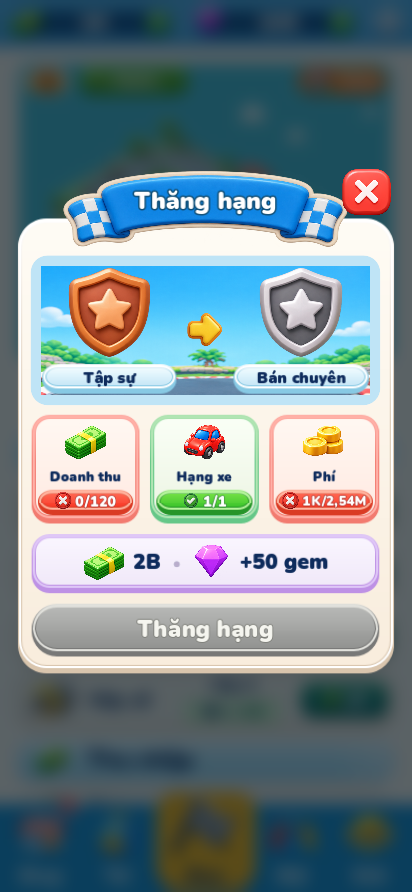 Thăng hạng
Tập sự
Bán chuyên
Doanh thu
0/120
Hạng xe
1/1
Phí
1K/2,54M
2B • +50 gem
Thăng hạng